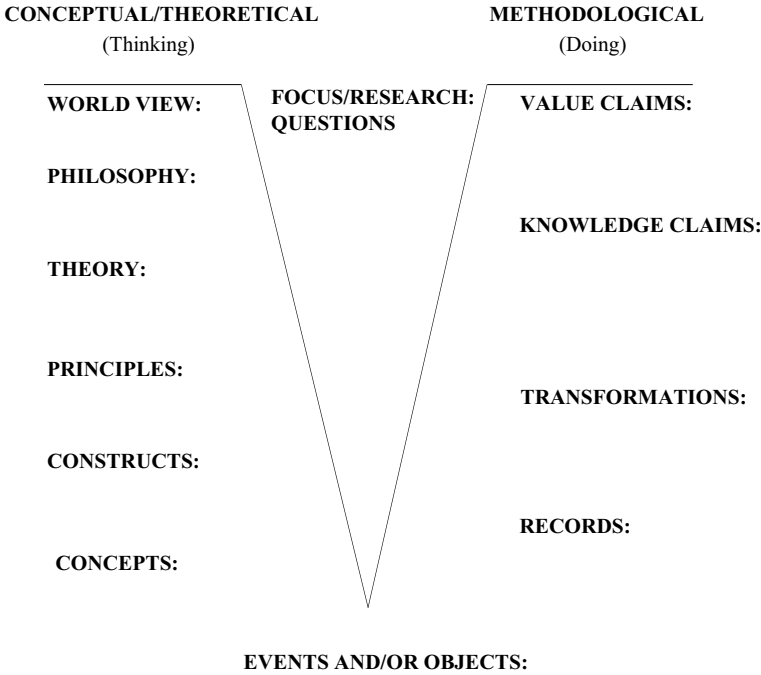 CONCEPTUAL/THEORETICAL
(Thinking)
METHODOLOGICAL
(Doing)
WORLD VIEW:
PHILOSOPHY:
THEORY:
PRINCIPLES:
CONSTRUCTS:
CONCEPTS:
FOCUS/RESEARCH:
QUESTIONS
VALUE CLAIMS:
KNOWLEDGE CLAIMS:
TRANSFORMATIONS:
RECORDS:
EVENTS AND/OR OBJECTS: